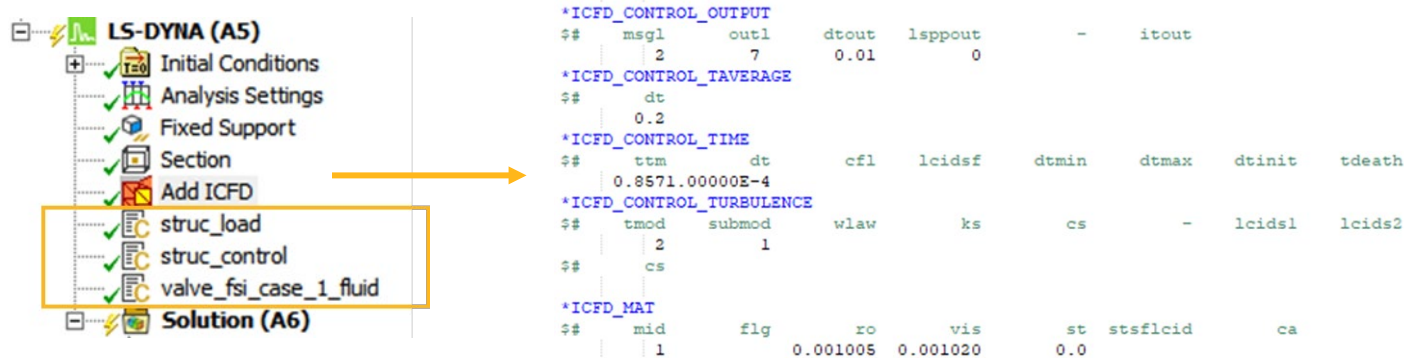 LS-DYNA (A5)
T=0 Initial Conditions
Analysis Settings
Fixed Support
Section
Add ICFD
struc_load
struc_control
valve_fsi_case_1_fluid
Solution (A6)
*ICFD_CONTROL_OUTPUT
$# msgl outl dtout lsppout - itout
2 7 0.01 0
*ICFD_CONTROL_TAVERAGE
$# dt
0.2
*ICFD_CONTROL_TIME
$# ttm dt cfl lcidsf dtmin dtmax dtinit tdeath
0.8571.00000E-4
*ICFD_CONTROL_TURBULENCE
$# tmod submod wlaw ks cs - lcids1 lcids2
2 1
$# cs
*ICFD_MAT
$# mid flg ro vis st stsflcid ca
1 0.001005 0.001020 0.0